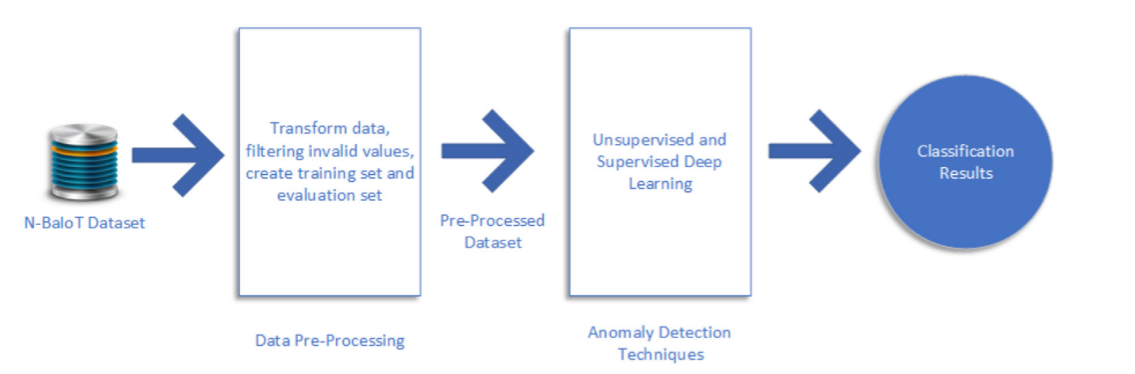 N-BaIoT Dataset
Transform data,
filtering invalid values,
create training set and
evaluation set
Data Pre-Processing
Pre-Processed
Dataset
Unsupervised and
Supervised Deep
Learning
Anomaly Detection
Techniques
Classification
Results